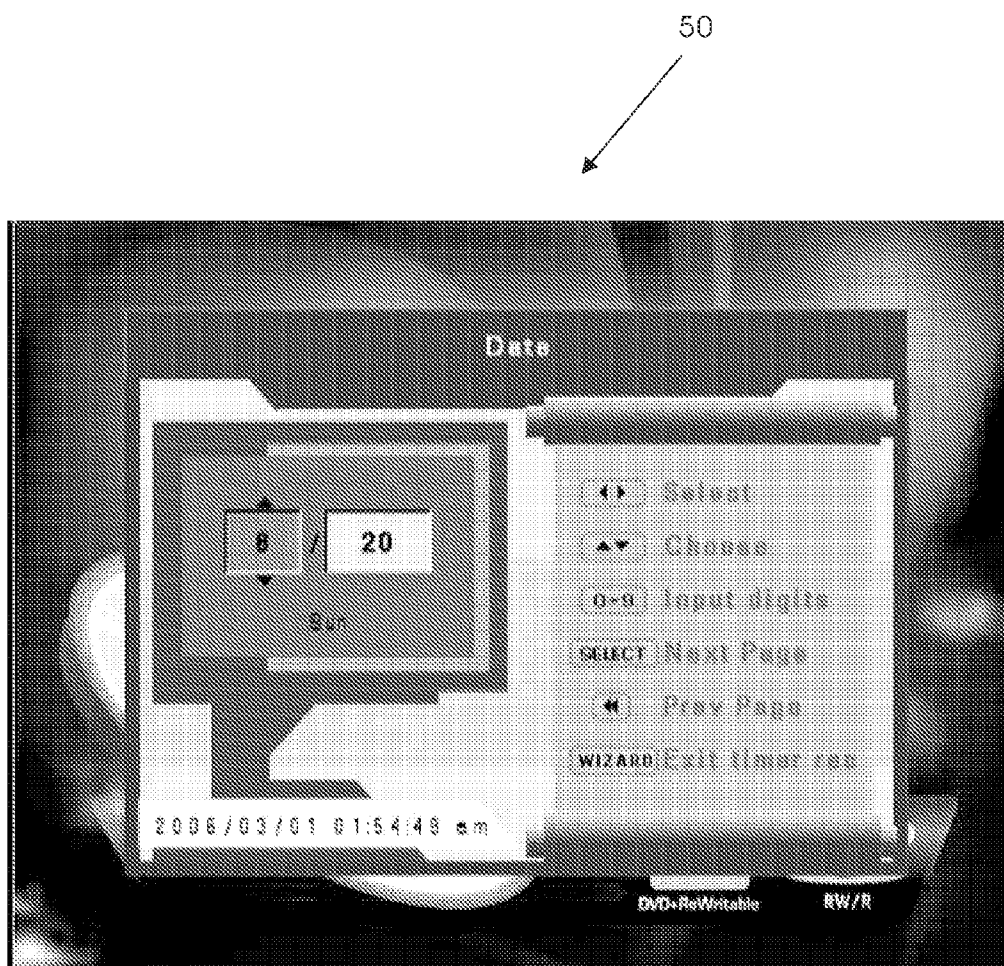 50
Date
8 / 20
Sun
Select
Choose
0~9 Input digits
SELECT Next Page
Prev Page
WIZARD Exit timer rec
2006/03/01 01:54:48 am
DVD+ReWritable
RW/R